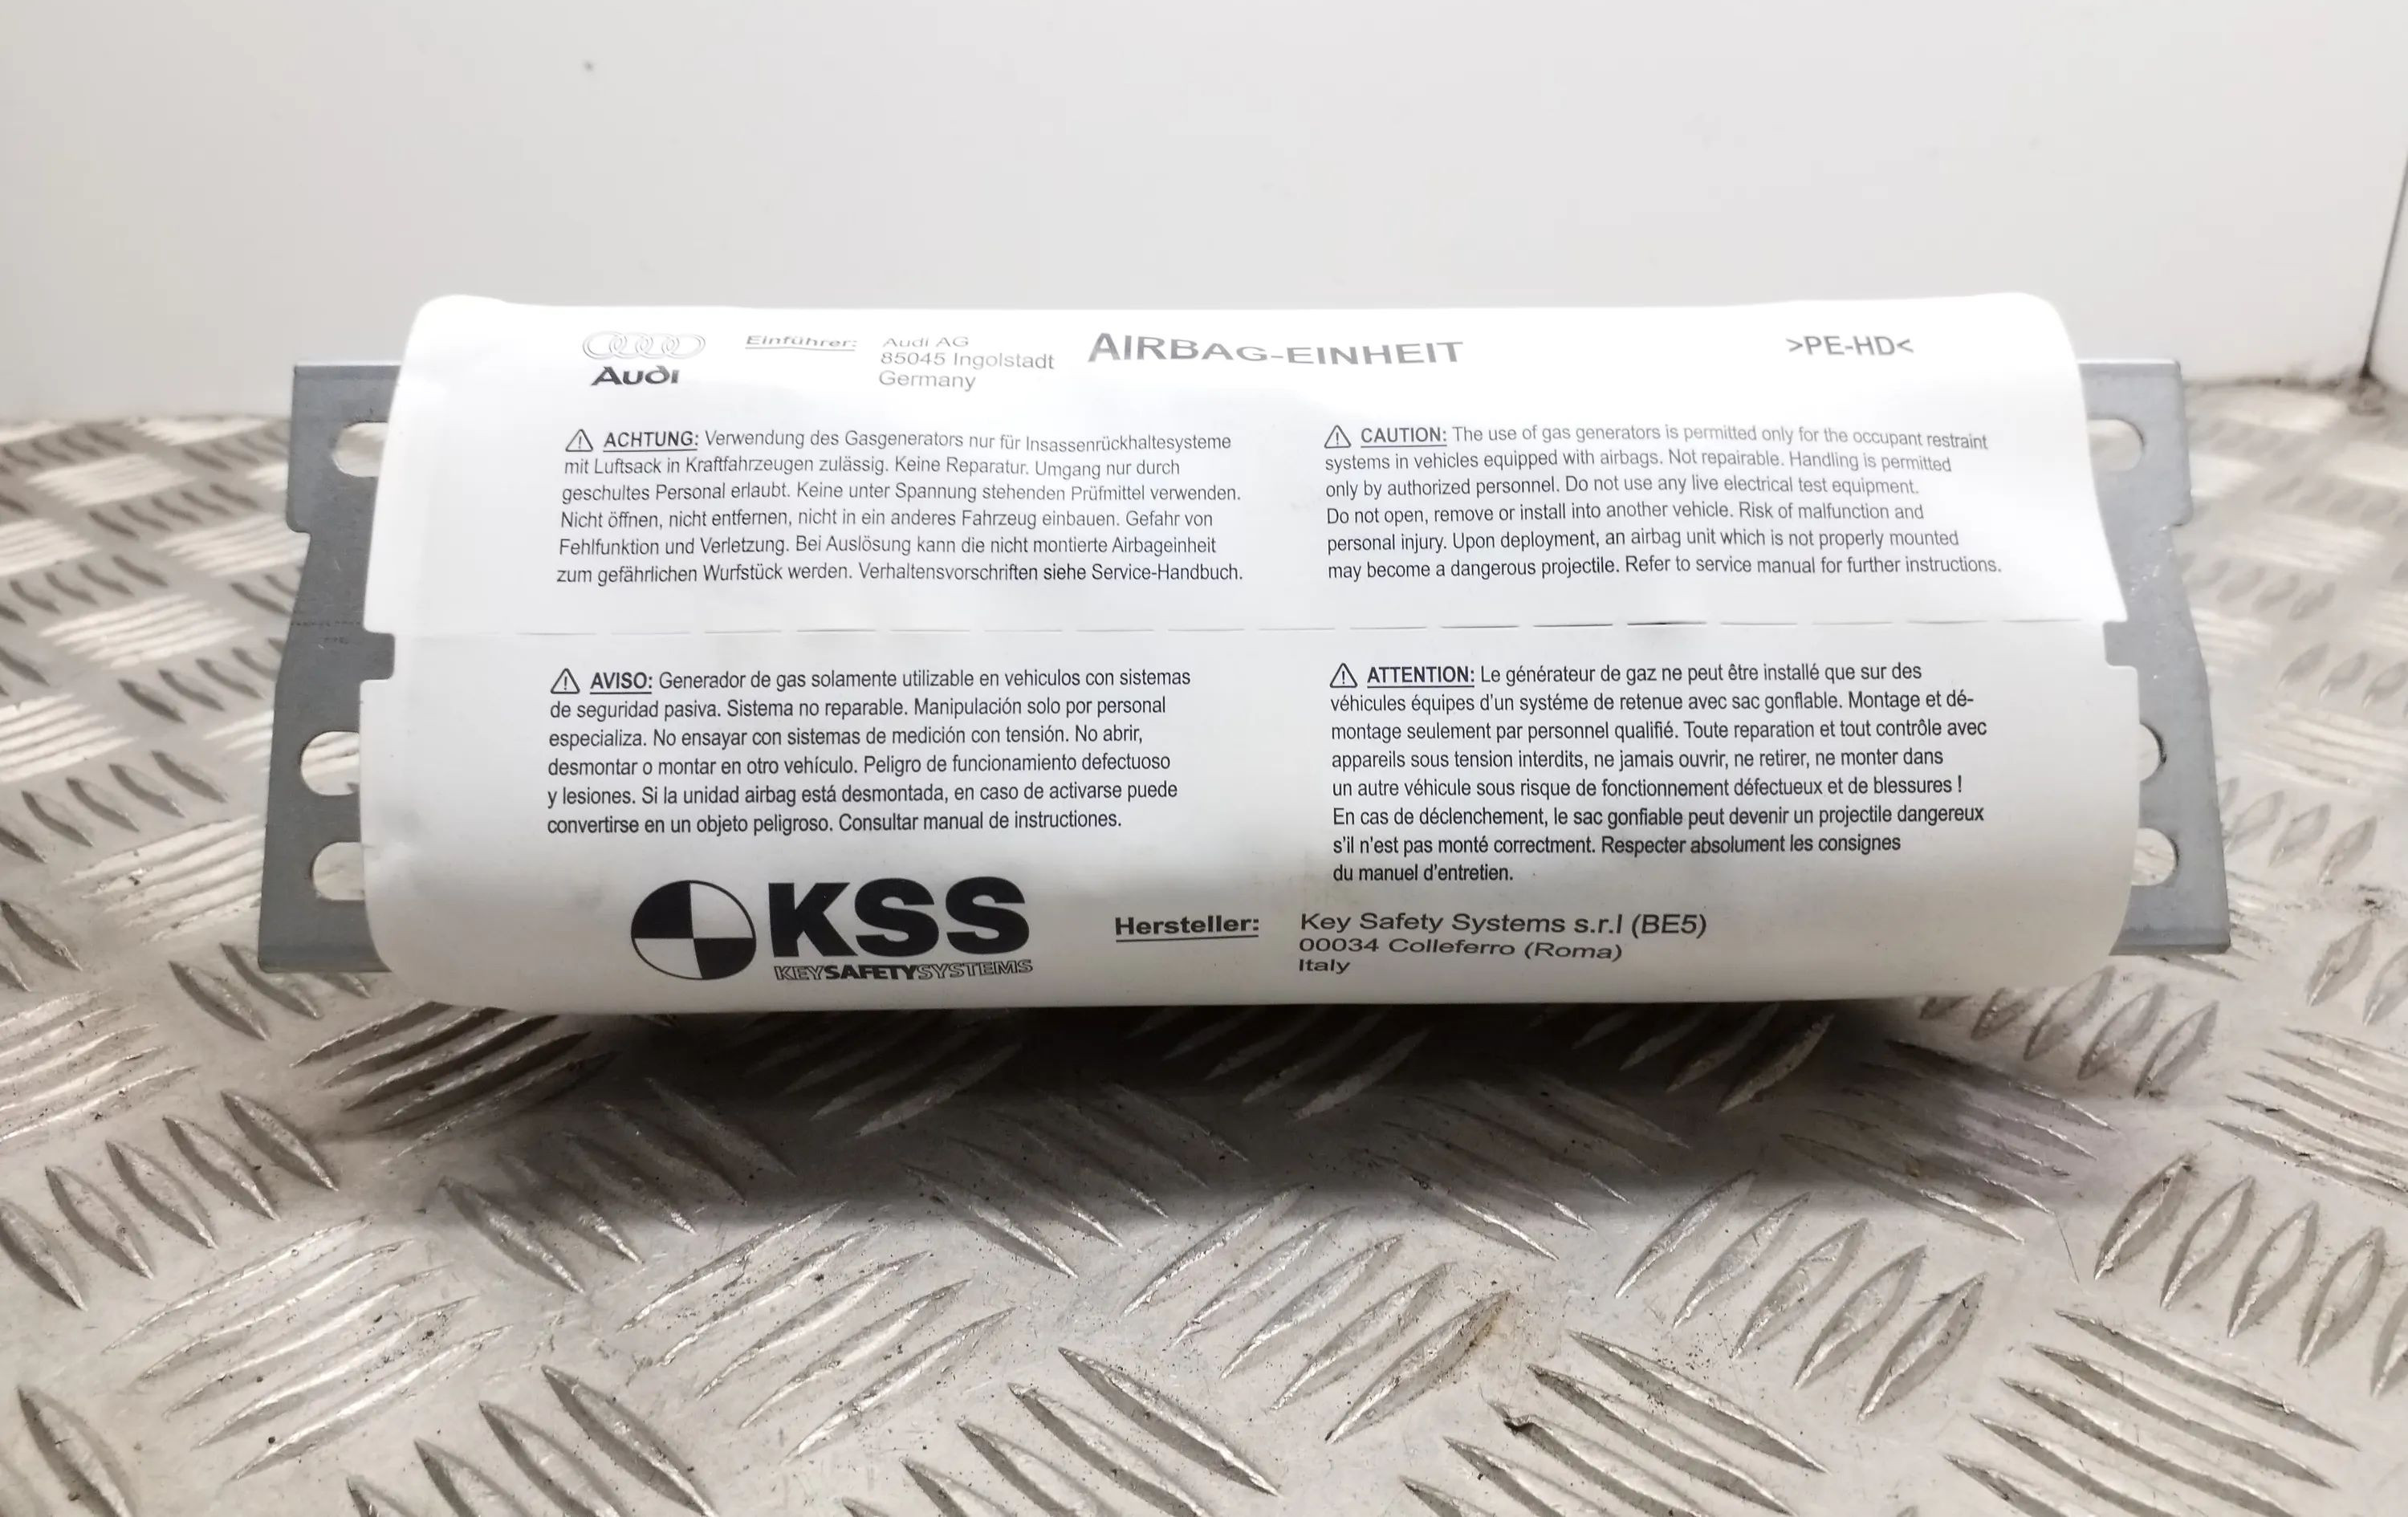 Audi
Einführer: Audi AG
85045 Ingolstadt
Germany
AIRBAG-EINHEIT
>PE-HD<
⚠ ACHTUNG: Verwendung des Gasgenerators nur für Insassenrückhaltesysteme
mit Luftsack in Kraftfahrzeugen zulässig. Keine Reparatur. Umgang nur durch
geschultes Personal erlaubt. Keine unter Spannung stehenden Prüfmittel verwenden.
Nicht öffnen, nicht entfernen, nicht in ein anderes Fahrzeug einbauen. Gefahr von
Fehlfunktion und Verletzung. Bei Auslösung kann die nicht montierte Airbageinheit
zum gefährlichen Wurfstück werden. Verhaltensvorschriften siehe Service-Handbuch.
⚠ CAUTION: The use of gas generators is permitted only for the occupant restraint
systems in vehicles equipped with airbags. Not repairable. Handling is permitted
only by authorized personnel. Do not use any live electrical test equipment.
Do not open, remove or install into another vehicle. Risk of malfunction and
personal injury. Upon deployment, an airbag unit which is not properly mounted
may become a dangerous projectile. Refer to service manual for further instructions.
⚠ AVISO: Generador de gas solamente utilizable en vehiculos con sistemas
de seguridad pasiva. Sistema no reparable. Manipulación solo por personal
especializa. No ensayar con sistemas de medición con tensión. No abrir,
desmontar o montar en otro vehículo. Peligro de funcionamiento defectuoso
y lesiones. Si la unidad airbag está desmontada, en caso de activarse puede
convertirse en un objeto peligroso. Consultar manual de instructiones.
⚠ ATTENTION: Le générateur de gaz ne peut être installé que sur des
véhicules équipes d'un systéme de retenue avec sac gonflable. Montage et dé-
montage seulement par personnel qualifié. Toute reparation et tout contrôle avec
appareils sous tension interdits, ne jamais ouvrir, ne retirer, ne monter dans
un autre véhicule sous risque de fonctionnement défectueux et de blessures !
En cas de déclenchement, le sac gonfiable peut devenir un projectile dangereux
s'il n'est pas monté correctment. Respecter absolument les consignes
du manuel d'entretien.
KSS
KEYSAFETYSYSTEMS
Hersteller: Key Safety Systems s.r.l (BE5)
00034 Colleferro (Roma)
Italy